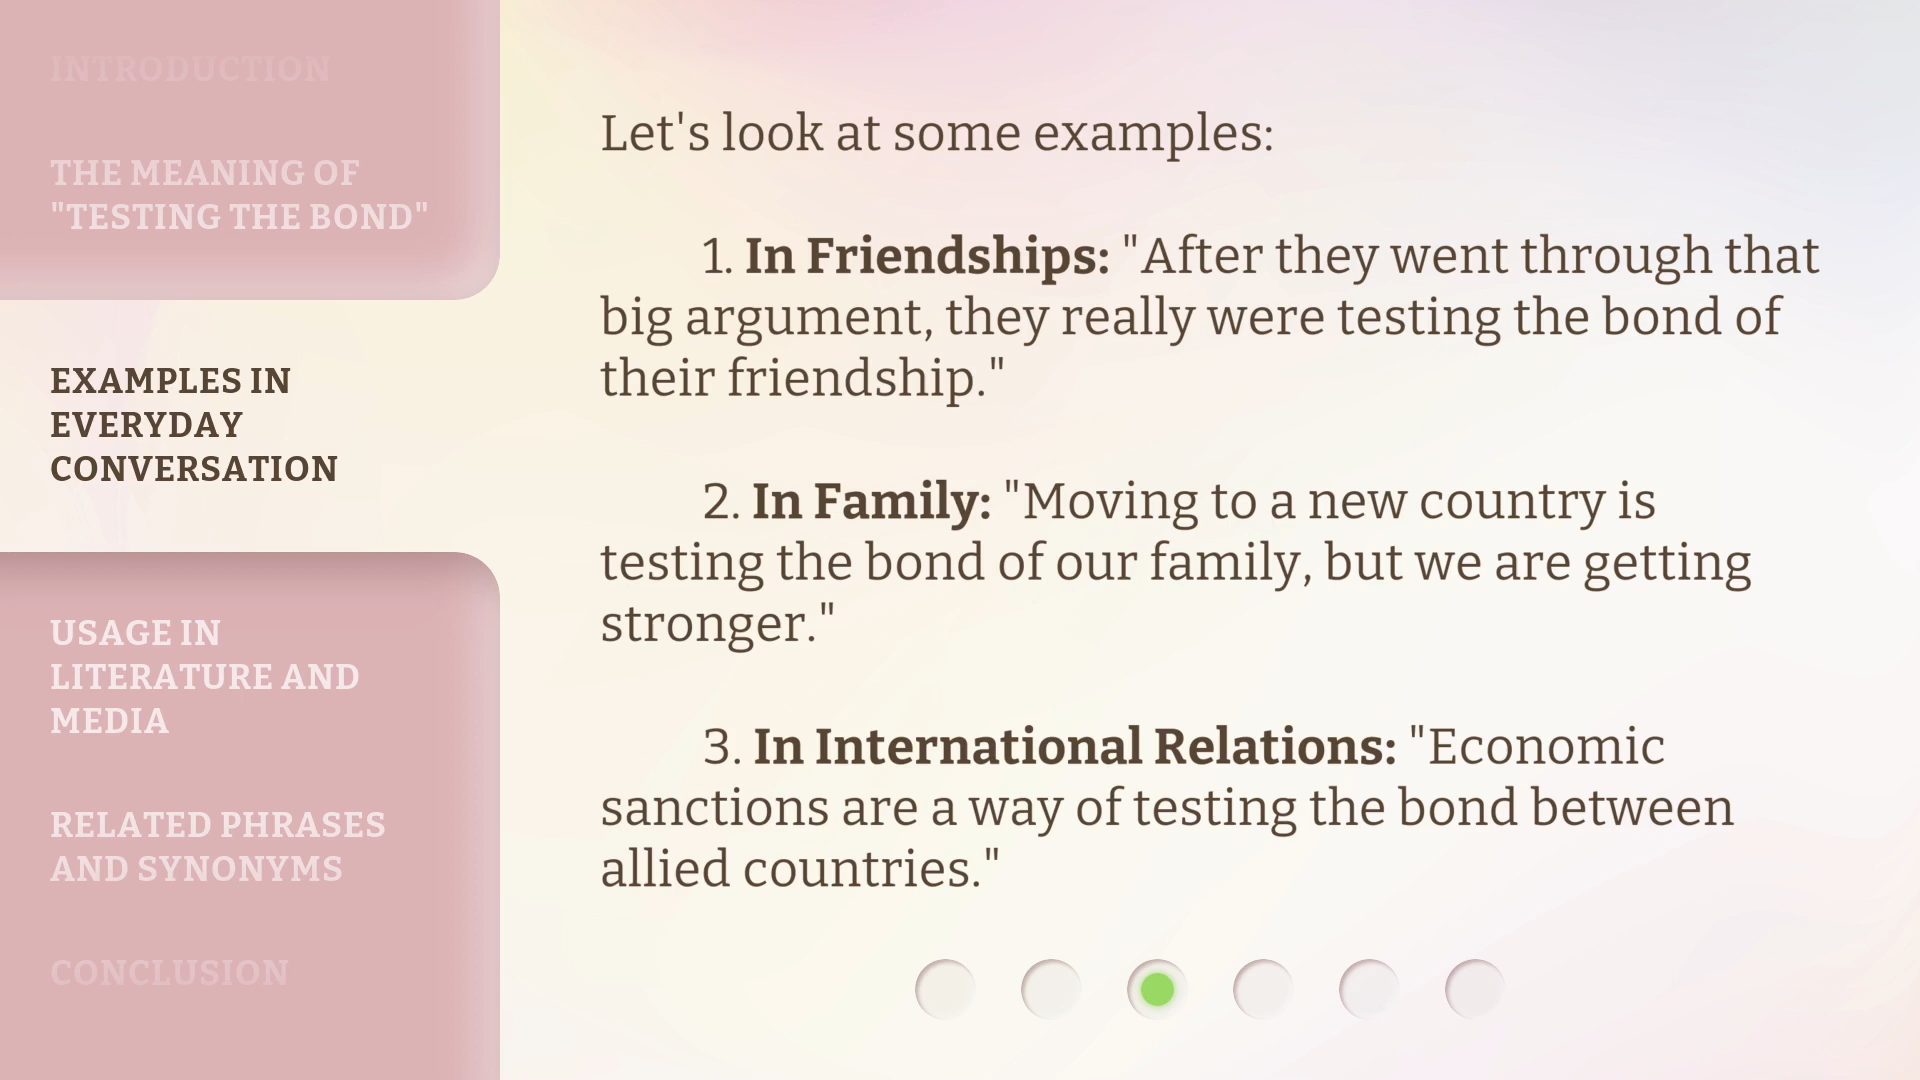 INTRODUCTION
THE MEANING OF
"TESTING THE BOND"
EXAMPLES IN
EVERYDAY
CONVERSATION
USAGE IN
LITERATURE AND
MEDIA
RELATED PHRASES
AND SYNONYMS
CONCLUSION
Let's look at some examples:
1. In Friendships: "After they went through that
big argument, they really were testing the bond of
their friendship."
2. In Family: "Moving to a new country is
testing the bond of our family, but we are getting
stronger."
3. In International Relations: "Economic
sanctions are a way of testing the bond between
allied countries."